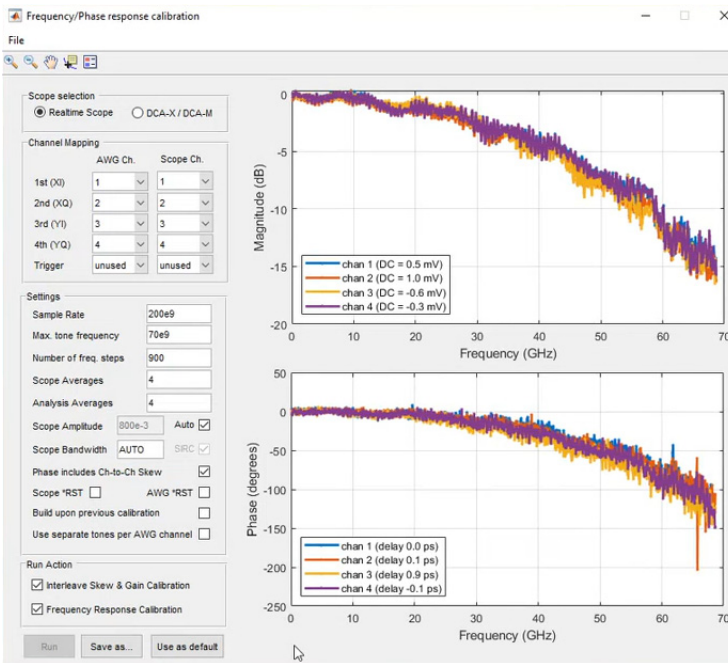 Frequency/Phase response calibration
File
Scope selection
Realtime Scope DCA-X / DCA-M
Channel Mapping
AWG Ch. Scope Ch.
1st (XI) 1 1
2nd (XQ) 2 2
3rd (YI) 3 3
4th (YQ) 4 4
Trigger unused unused
Settings
Sample Rate 200e9
Max. tone frequency 70e9
Number of freq. steps 900
Scope Averages 4
Analysis Averages 4
Scope Amplitude 800e-3 Auto
Scope Bandwidth AUTO SIRC
Phase includes Ch-to-Ch Skew
Scope *RST AWG *RST
Build upon previous calibration
Use separate tones per AWG channel
Run Action
Interleave Skew & Gain Calibration
Frequency Response Calibration
Run Save as... Use as default
Magnitude (dB)
0
-5
-10
-15
-20
chan 1 (DC = 0.5 mV)
chan 2 (DC = 1.0 mV)
chan 3 (DC = -0.6 mV)
chan 4 (DC = -0.3 mV)
0 10 20 30 40 50 60 70
Frequency (GHz)
Phase (degrees)
50
0
-50
-100
-150
-200
-250
chan 1 (delay 0.0 ps)
chan 2 (delay 0.1 ps)
chan 3 (delay 0.9 ps)
chan 4 (delay -0.1 ps)
0 10 20 30 40 50 60 70
Frequency (GHz)